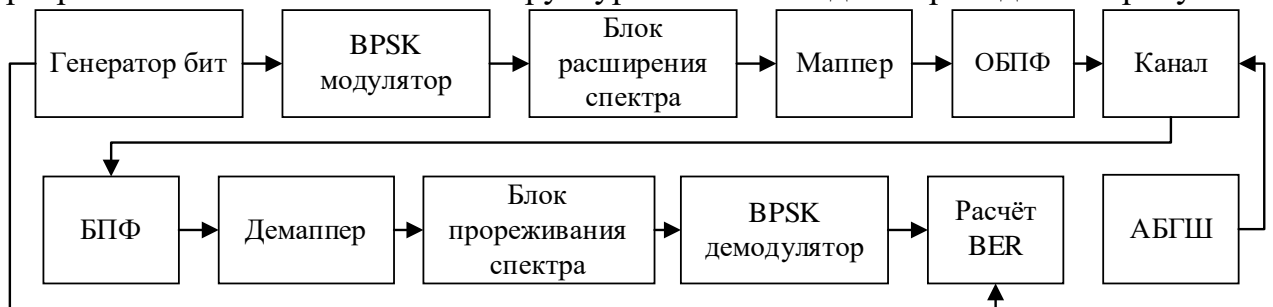 Генератор бит
BPSK
модулятор
Блок
расширения
спектра
Маппер
ОБПФ
Канал
БПФ
Демаппер
Блок
прореживания
спектра
BPSK
демодулятор
Расчёт
BER
АБГШ